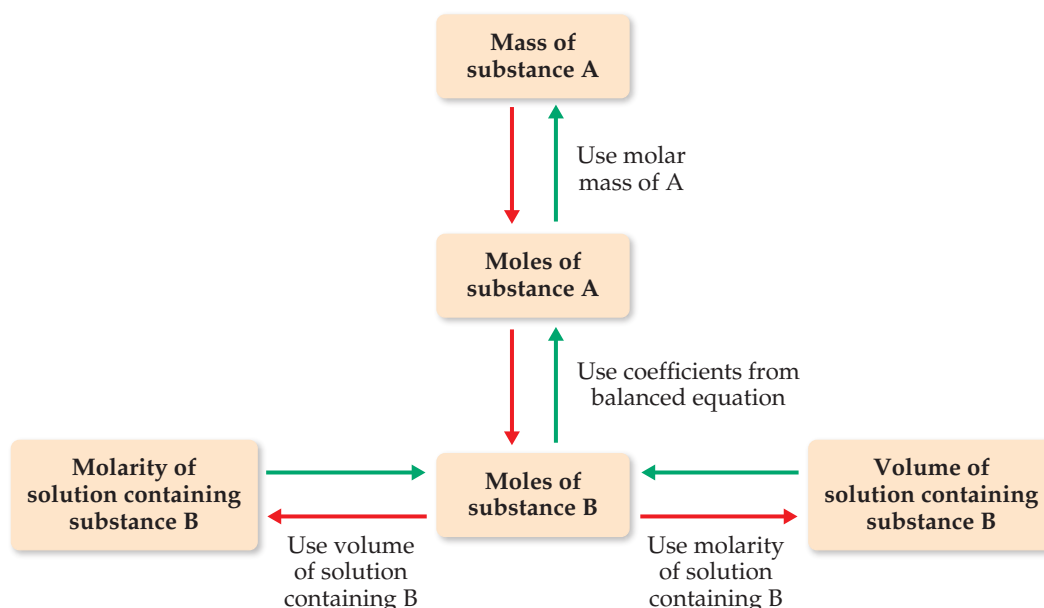 Mass of
substance A
Use molar
mass of A
Moles of
substance A
Use coefficients from
balanced equation
Molarity of
solution containing
substance B
Moles of
substance B
Volume of
solution containing
substance B
Use volume
of solution
containing B
Use molarity
of solution
containing B